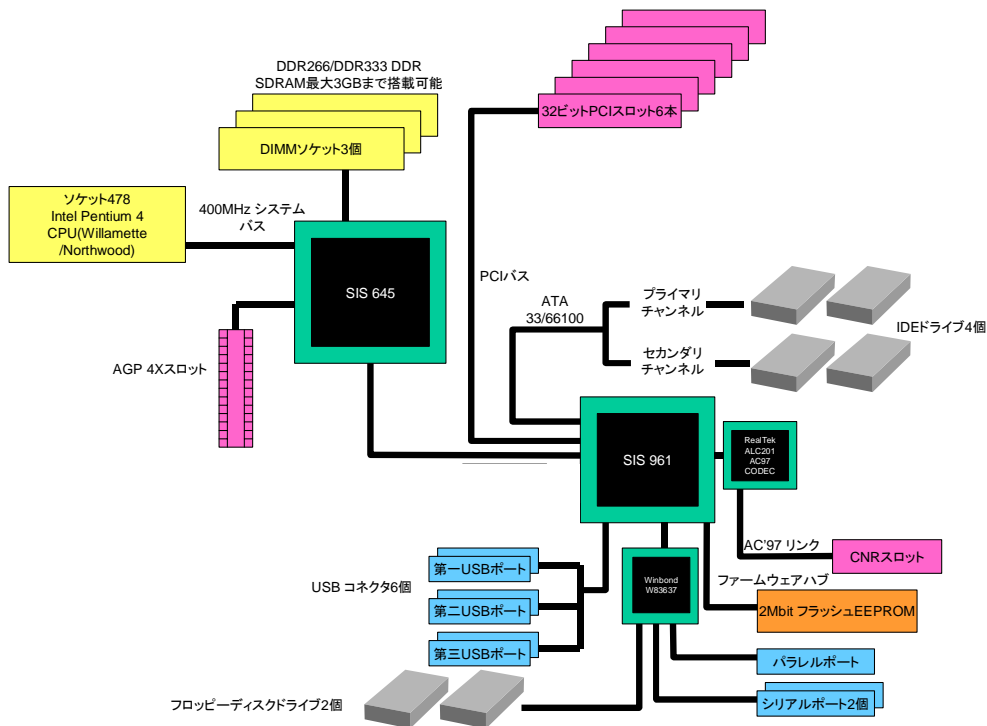 DDR266/DDR333 DDR
SDRAM最大3GBまで搭載可能
DIMMソケット3個
32ビットPCIスロット6本
ソケット478
Intel Pentium 4
CPU(Willamette
/Northwood)
400MHz システム
バス
SIS 645
PCIバス
ATA
33/66100
プライマリ
チャンネル
セカンダリ
チャンネル
IDEドライブ4個
AGP 4Xスロット
SIS 961
RealTek
ALC201
AC97
CODEC
AC'97 リンク
CNRスロット
USB コネクタ6個
第一USBポート
第二USBポート
第三USBポート
Winbond
W83637
ファームウェアハブ
2Mbit フラッシュEEPROM
パラレルポート
シリアルポート2個
フロッピーディスクドライブ2個